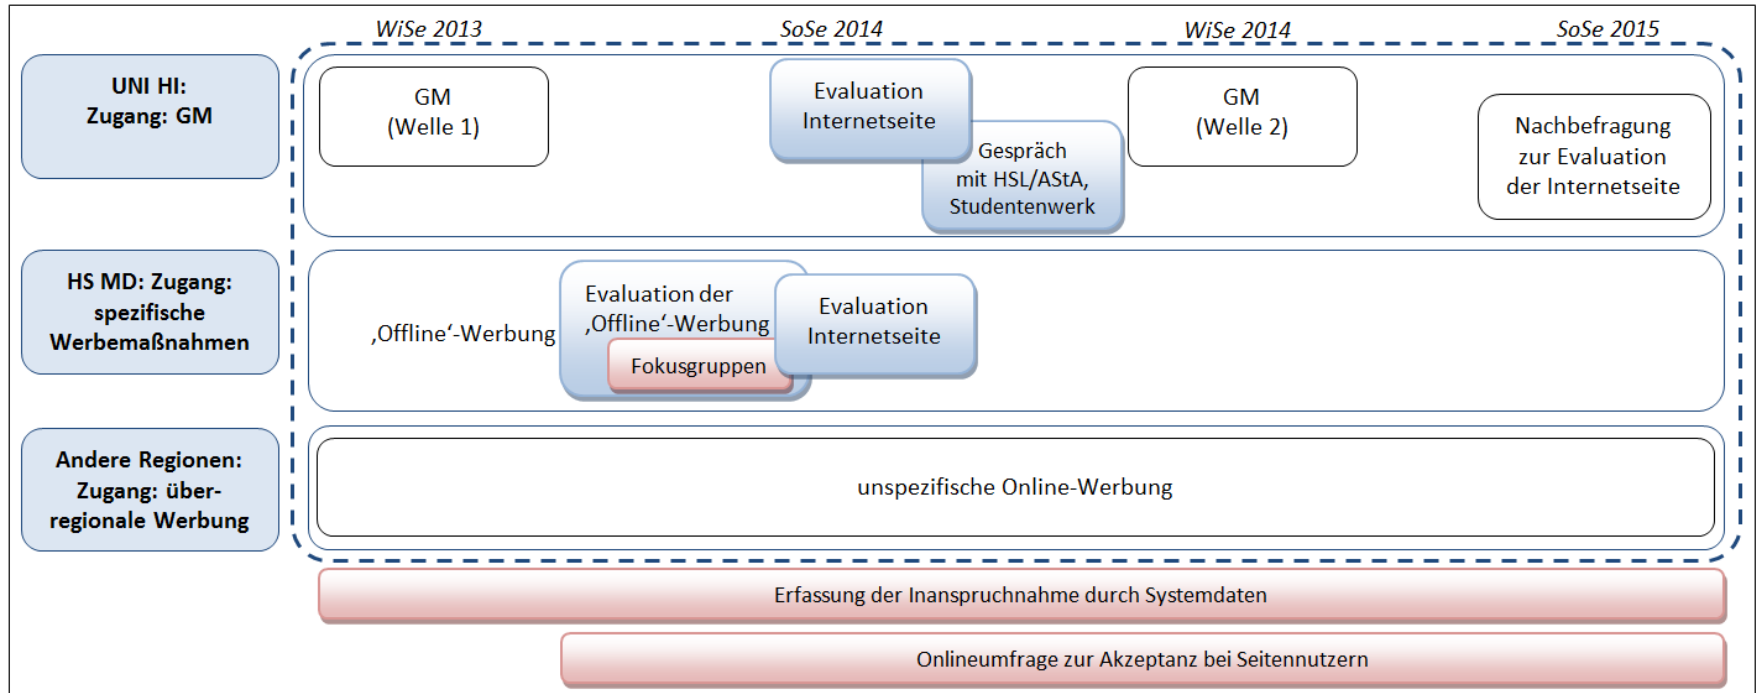 WiSe 2013
SoSe 2014
WiSe 2014
SoSe 2015
UNI HI:
Zugang: GM
GM
(Welle 1)
Evaluation
Internetseite
Gespräch
mit HSL/AStA,
Studentenwerk
GM
(Welle 2)
Nachbefragung
zur Evaluation
der Internetseite
HS MD: Zugang:
spezifische
Werbemaßnahmen
‚Offline‘-Werbung
Evaluation der
‚Offline‘-Werbung
Fokusgruppen
Evaluation
Internetseite
Andere Regionen:
Zugang: über-
regionale Werbung
unspezifische Online-Werbung
Erfassung der Inanspruchnahme durch Systemdaten
Onlineumfrage zur Akzeptanz bei Seitennutzern